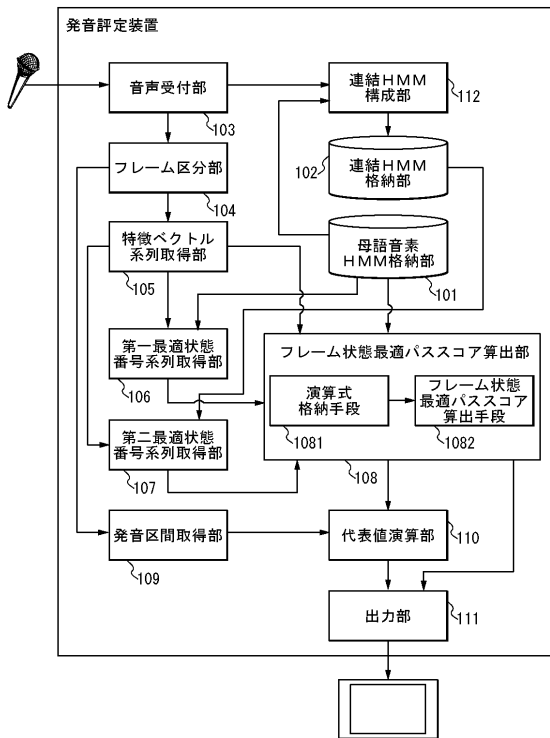 発音評定装置
音声受付部
103
連結HMM
構成部
112
フレーム区分部
104
102
連結HMM
格納部
特徴ベクトル
系列取得部
105
母語音素
HMM格納部
101
第一最適状態
番号系列取得部
106
フレーム状態最適パススコア算出部
演算式
格納手段
1081
フレーム状態
最適パススコア
算出手段
1082
第二最適状態
番号系列取得部
107
108
発音区間取得部
109
代表値演算部
110
出力部
111